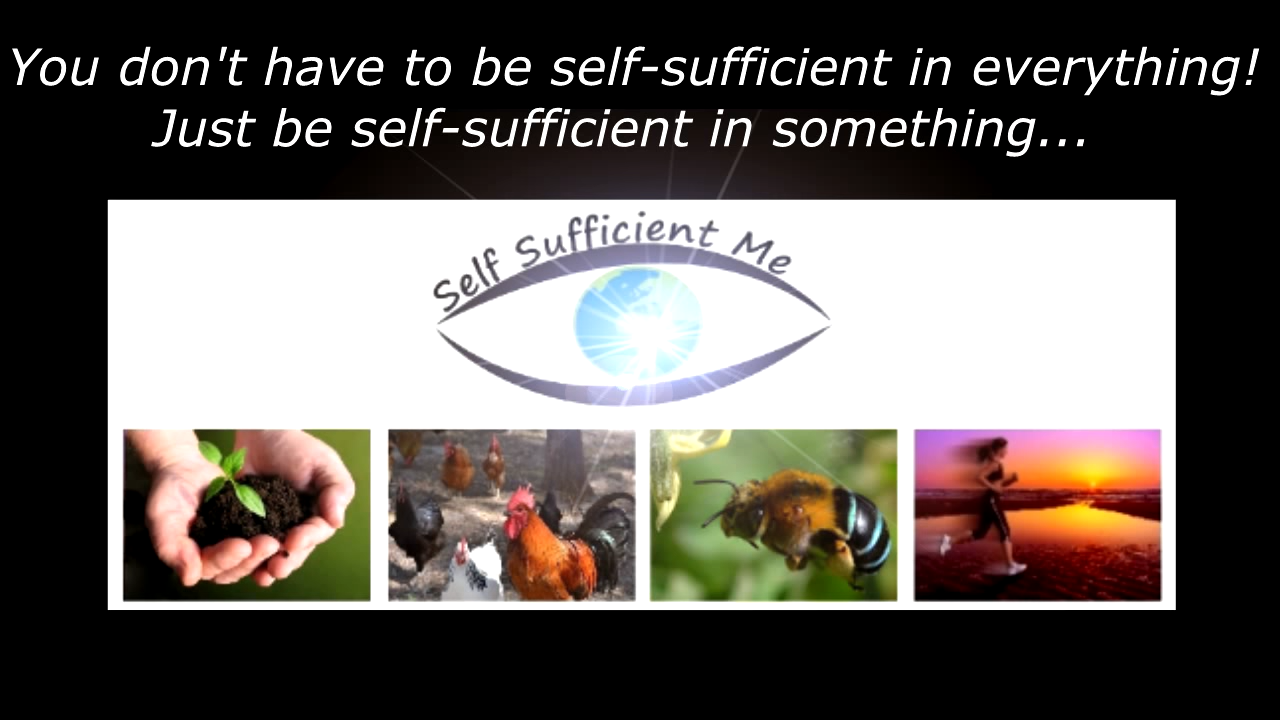 You don't have to be self-sufficient in everything!
Just be self-sufficient in something...
Self Sufficient Me